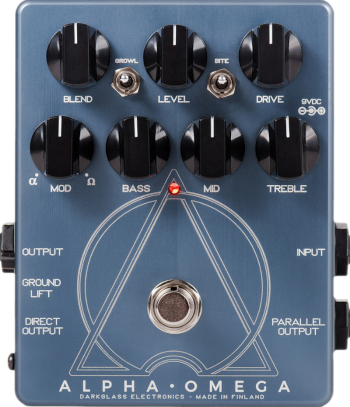 GROWL BITE
BLEND LEVEL DRIVE
9VDC
α Ω
MOD BASS MID TREBLE
OUTPUT INPUT
GROUND
LIFT
DIRECT
OUTPUT
PARALLEL
OUTPUT
ALPHA · OMEGA
DARKGLASS ELECTRONICS - MADE IN FINLAND